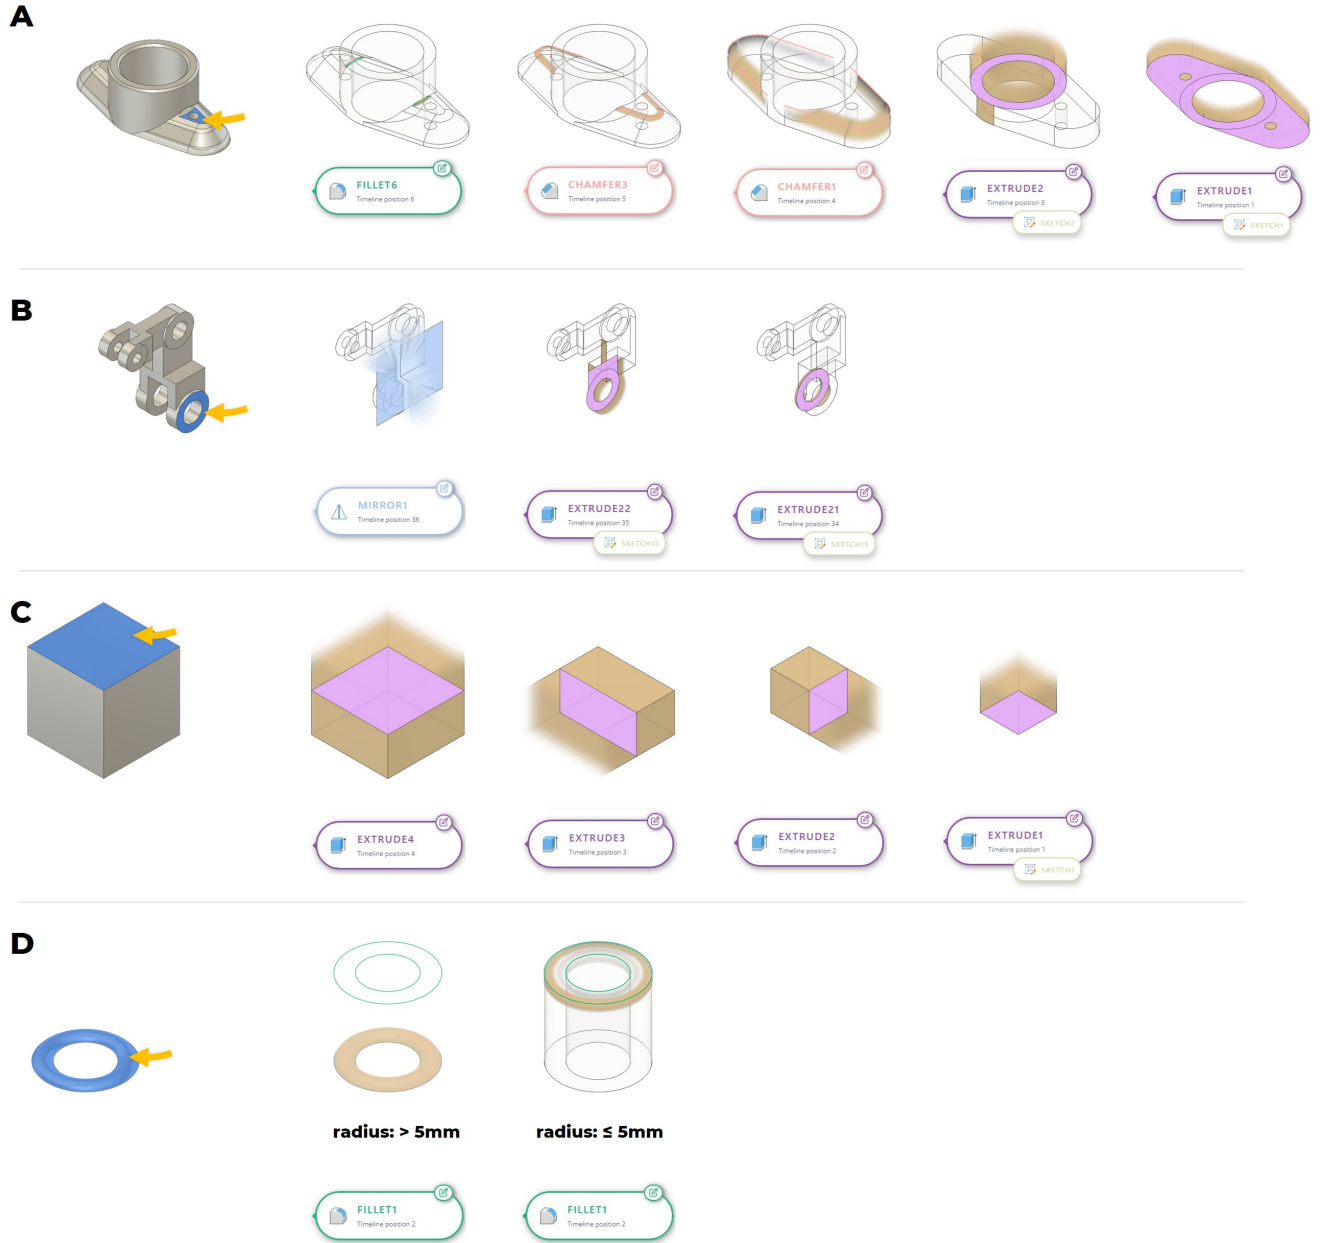 A
FILLET6
Timeline position 6
CHAMFER3
Timeline position 5
CHAMFER1
Timeline position 4
EXTRUDE2
Timeline position 3
SKETCH2
EXTRUDE1
Timeline position 1
SKETCH1
B
MIRROR1
Timeline position 36
EXTRUDE22
Timeline position 35
SKETCH15
EXTRUDE21
Timeline position 34
SKETCH15
C
EXTRUDE4
Timeline position 4
EXTRUDE3
Timeline position 3
EXTRUDE2
Timeline position 2
EXTRUDE1
Timeline position 1
SKETCH1
D
radius: > 5mm
radius: ≤ 5mm
FILLET1
Timeline position 2
FILLET1
Timeline position 2